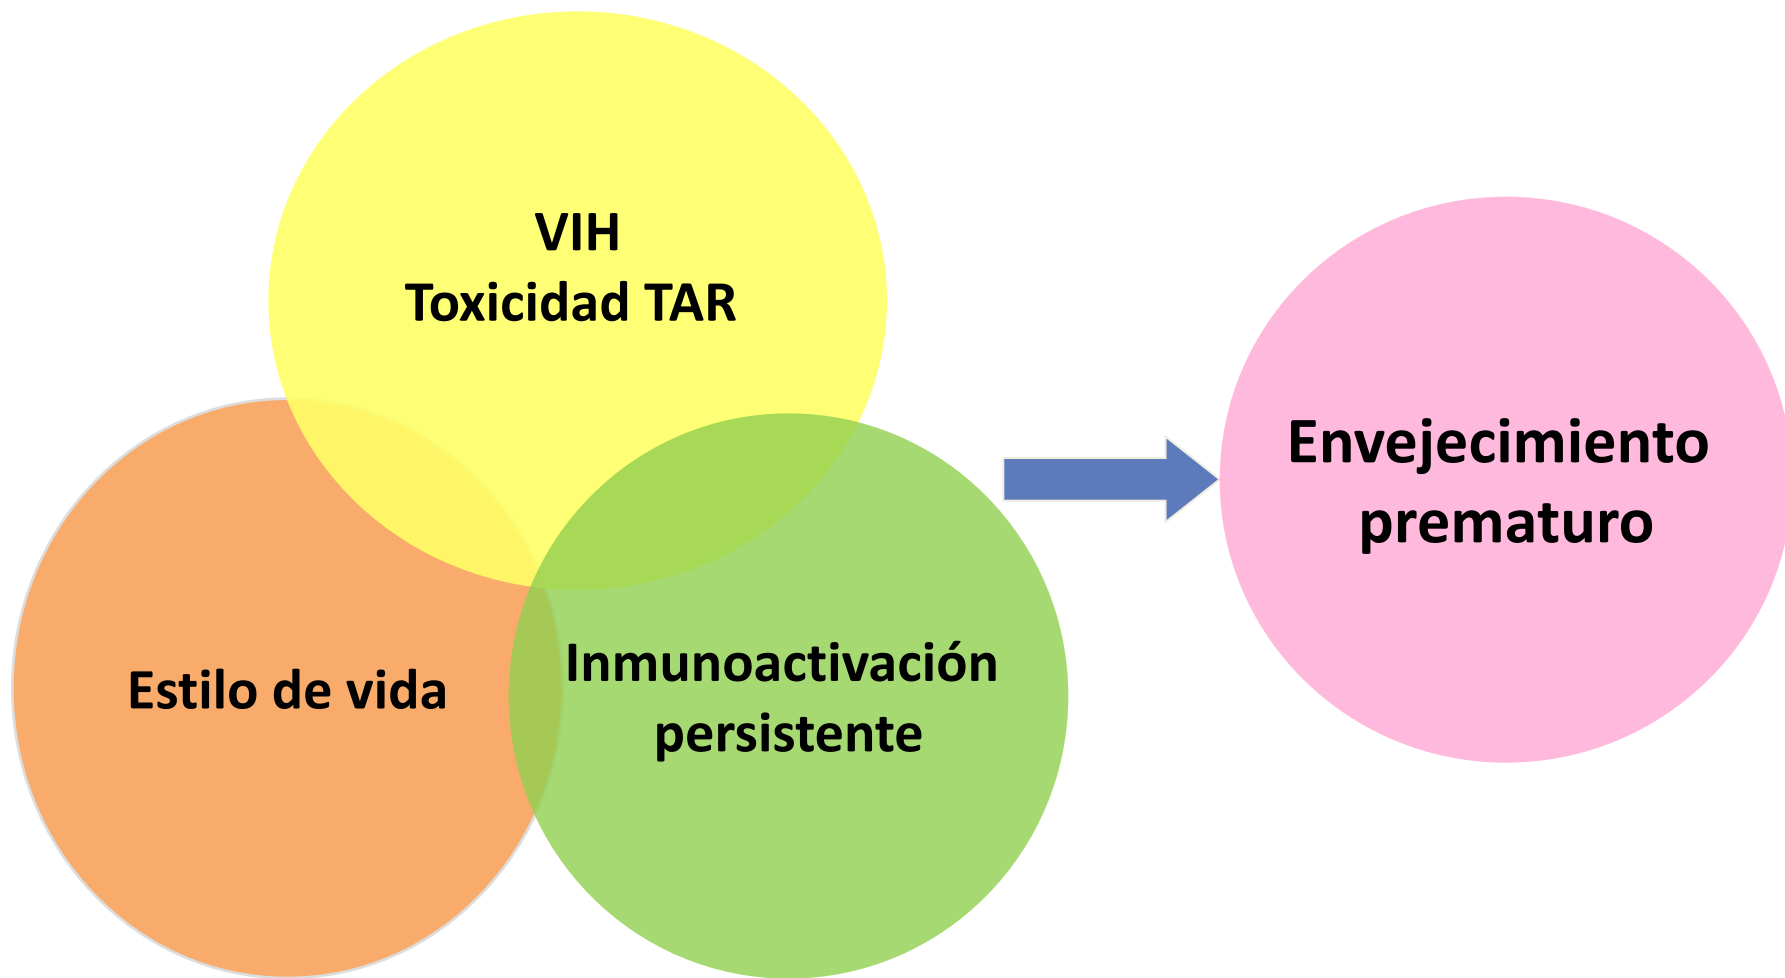 VIH
Toxicidad TAR
Estilo de vida
Inmunoactivación
persistente
Envejecimiento
prematuro